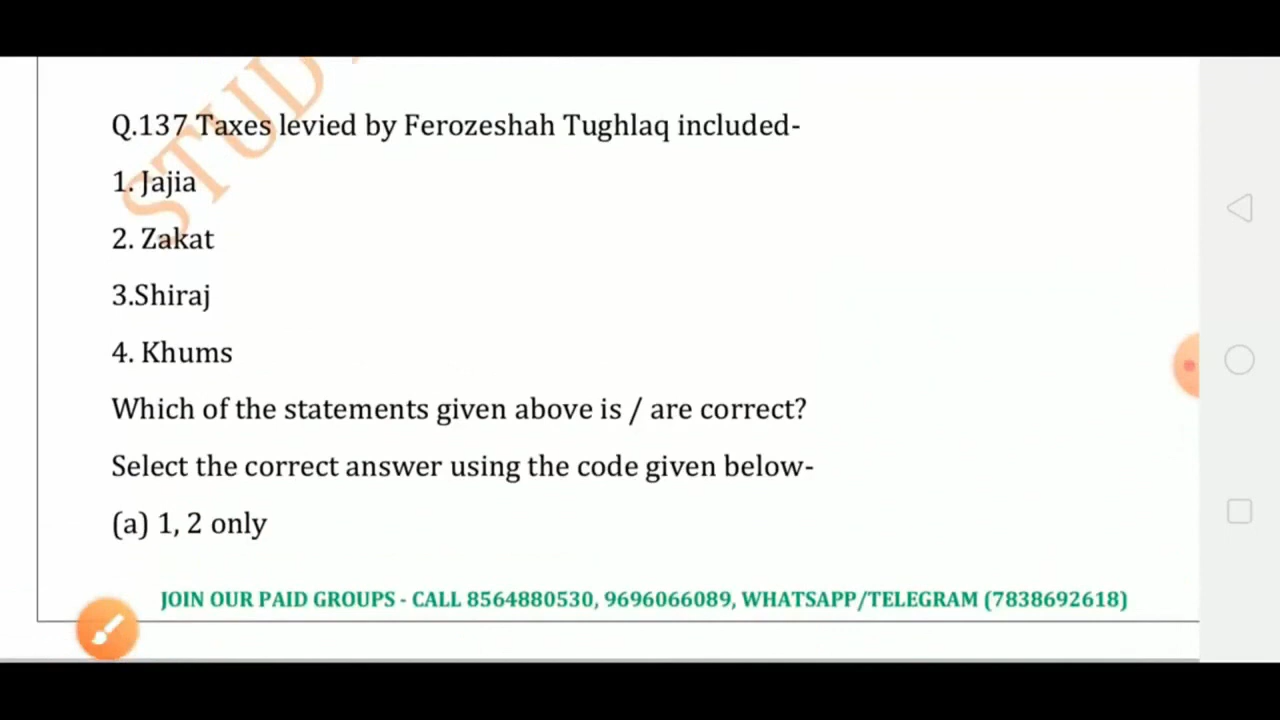 STUD
Q.137 Taxes levied by Ferozeshah Tughlaq included-
1. Jajia
2. Zakat
3.Shiraj
4. Khums
Which of the statements given above is / are correct?
Select the correct answer using the code given below-
(a) 1, 2 only
JOIN OUR PAID GROUPS - CALL 8564880530, 9696066089, WHATSAPP/TELEGRAM (7838692618)